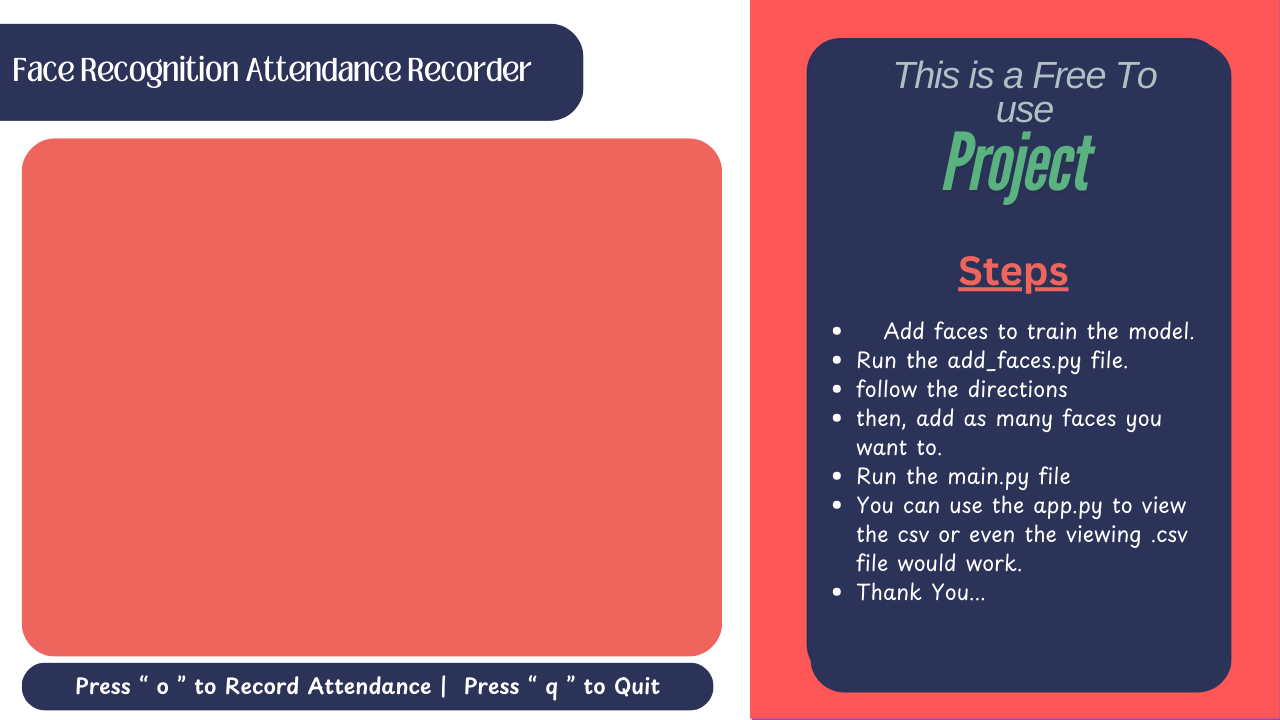 Face Recognition Attendance Recorder
This is a Free To
use
Project
Steps
• Add faces to train the model.
• Run the add_faces.py file.
• follow the directions
• then, add as many faces you
want to.
• Run the main.py file
• You can use the app.py to view
the csv or even the viewing .csv
file would work.
• Thank You...
Press “ o ” to Record Attendance | Press “ q ” to Quit